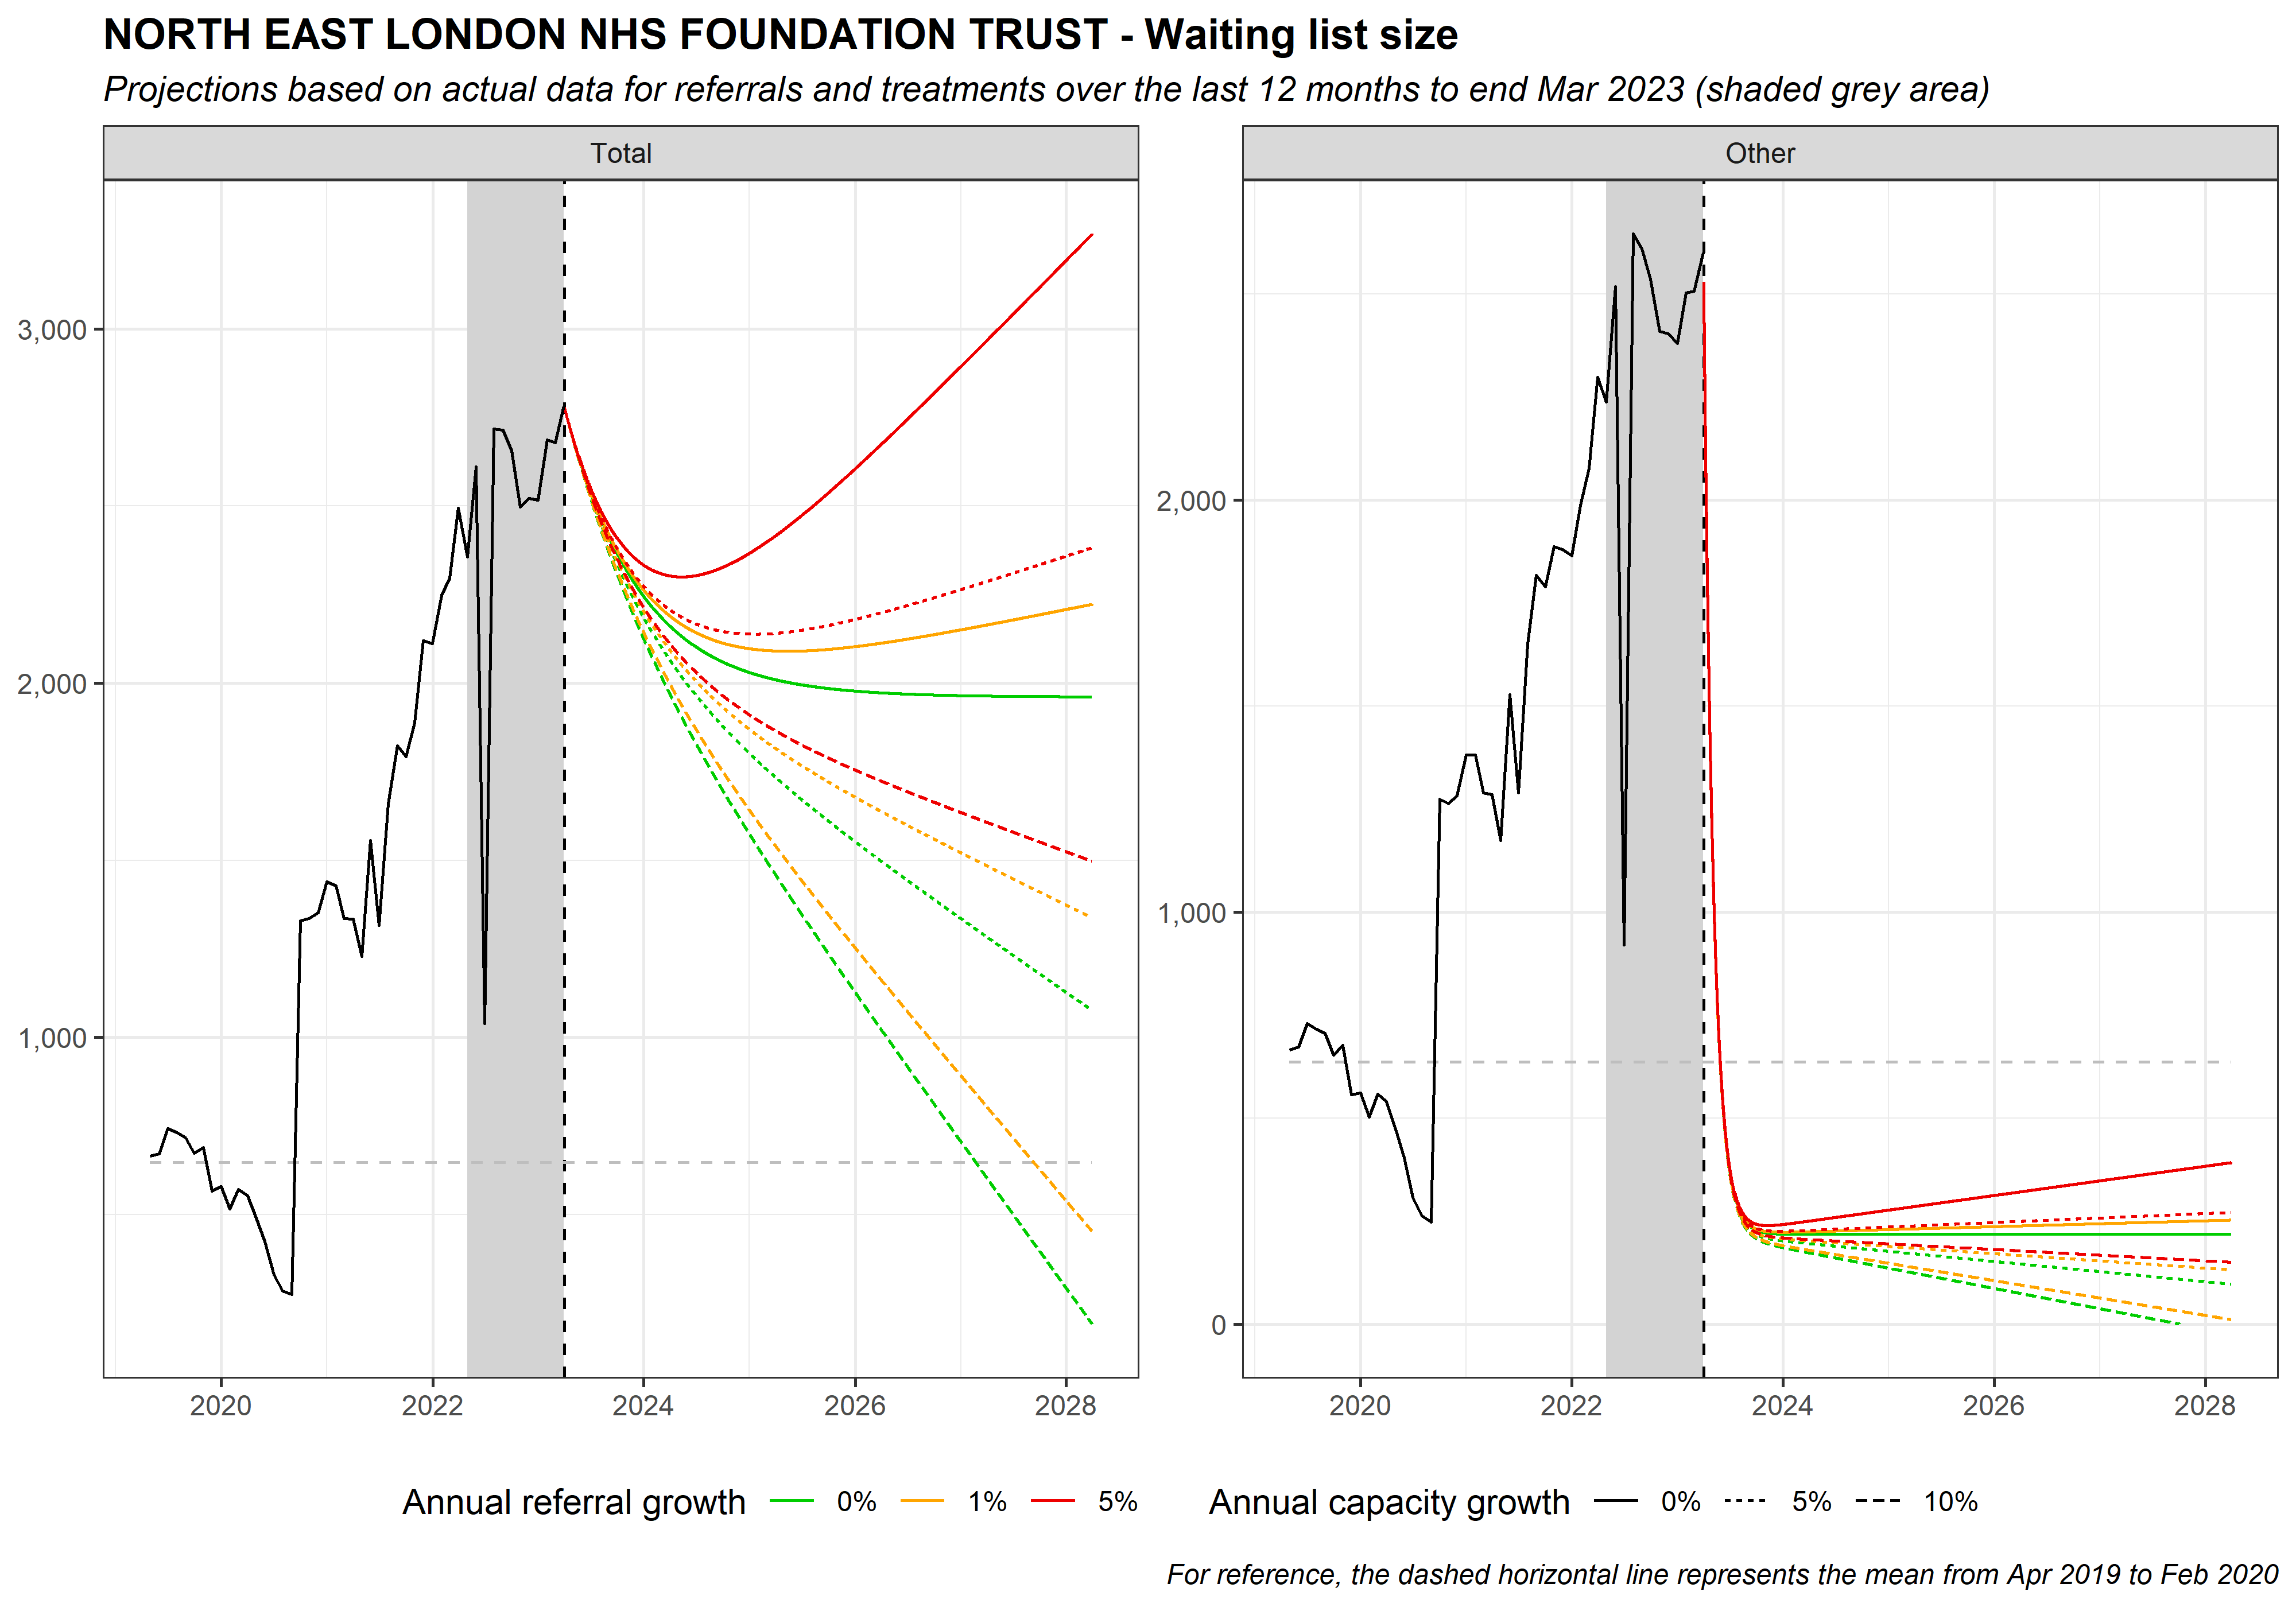 NORTH EAST LONDON NHS FOUNDATION TRUST - Waiting list size
Projections based on actual data for referrals and treatments over the last 12 months to end Mar 2023 (shaded grey area)
Total
Other
3,000
2,000
1,000
2,000
1,000
0
2020 2022 2024 2026 2028
2020 2022 2024 2026 2028
Annual referral growth 0% 1% 5%
Annual capacity growth 0% 5% 10%
For reference, the dashed horizontal line represents the mean from Apr 2019 to Feb 2020